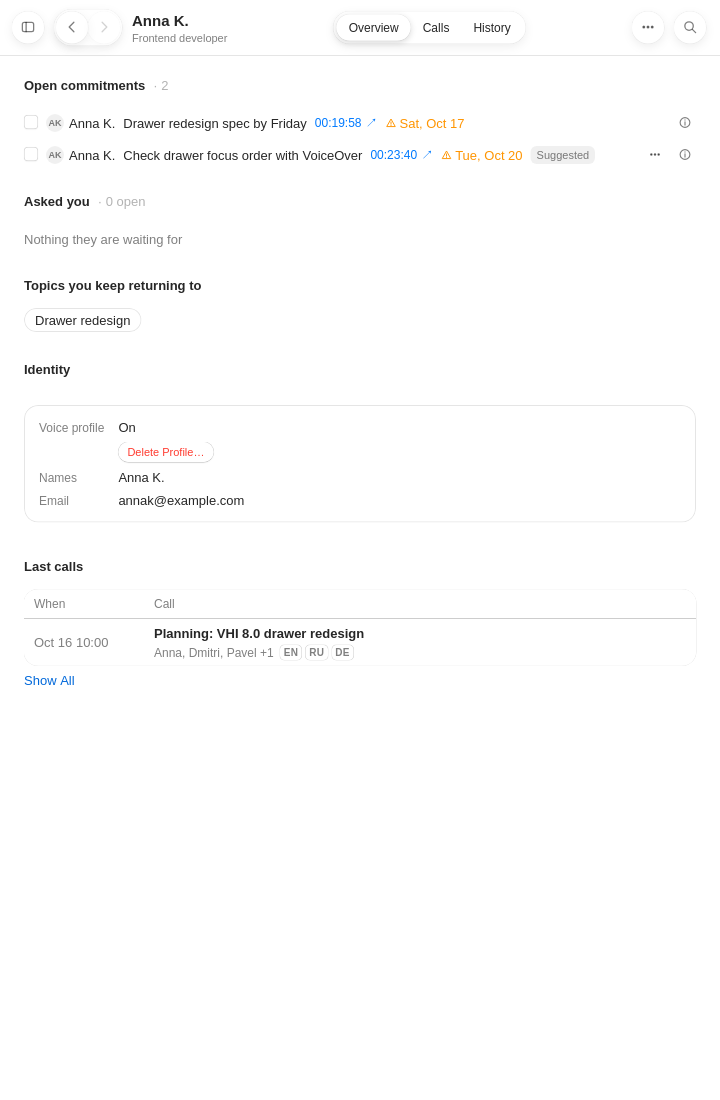 Anna K.
Frontend developer
Overview Calls History
Open commitments · 2
AK Anna K. Drawer redesign spec by Friday 00:19:58 ↗ Sat, Oct 17
AK Anna K. Check drawer focus order with VoiceOver 00:23:40 ↗ Tue, Oct 20 Suggested
Asked you · 0 open
Nothing they are waiting for
Topics you keep returning to
Drawer redesign
Identity
Voice profile On
Delete Profile…
Names Anna K.
Email annak@example.com
Last calls
When Call
Oct 16 10:00 Planning: VHI 8.0 drawer redesign
Anna, Dmitri, Pavel +1 EN RU DE
Show All